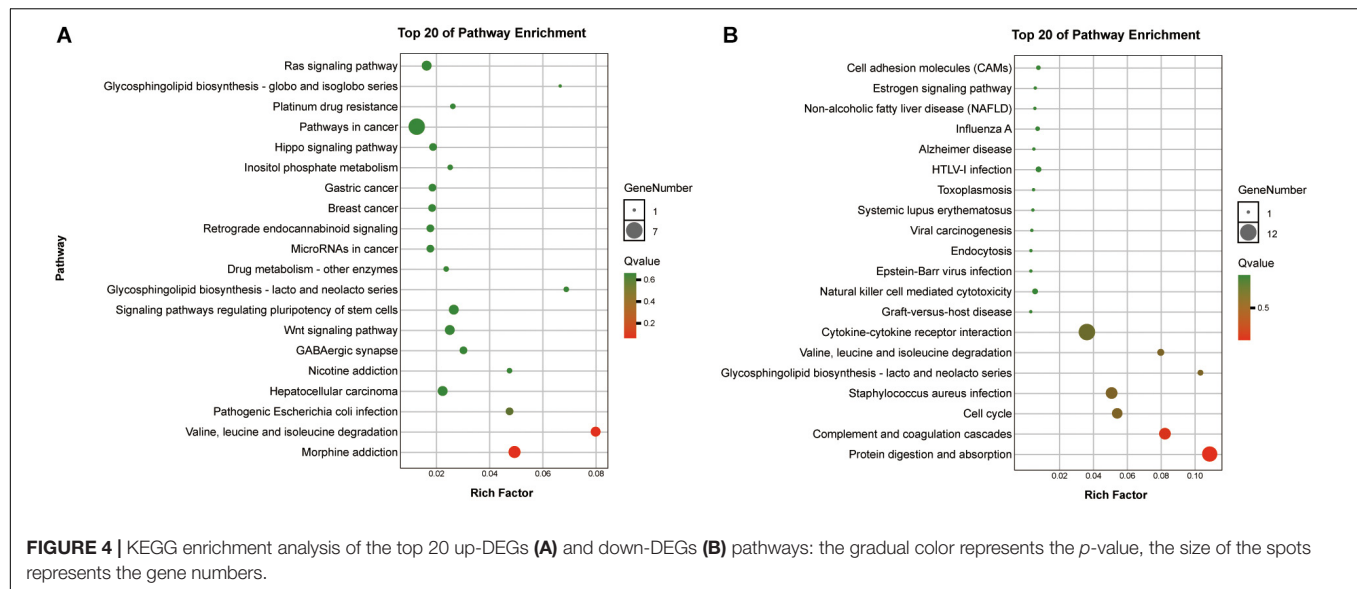 A
Top 20 of Pathway Enrichment
Pathway
Ras signaling pathway
Glycosphingolipid biosynthesis - globo and isoglobo series
Platinum drug resistance
Pathways in cancer
Hippo signaling pathway
Inositol phosphate metabolism
Gastric cancer
Breast cancer
Retrograde endocannabinoid signaling
MicroRNAs in cancer
Drug metabolism - other enzymes
Glycosphingolipid biosynthesis - lacto and neolacto series
Signaling pathways regulating pluripotency of stem cells
Wnt signaling pathway
GABAergic synapse
Nicotine addiction
Hepatocellular carcinoma
Pathogenic Escherichia coli infection
Valine, leucine and isoleucine degradation
Morphine addiction
0.02 0.04 0.06 0.08
Rich Factor
GeneNumber
1
7
Qvalue
0.6
0.4
0.2
B
Top 20 of Pathway Enrichment
Cell adhesion molecules (CAMs)
Estrogen signaling pathway
Non-alcoholic fatty liver disease (NAFLD)
Influenza A
Alzheimer disease
HTLV-I infection
Toxoplasmosis
Systemic lupus erythematosus
Viral carcinogenesis
Endocytosis
Epstein-Barr virus infection
Natural killer cell mediated cytotoxicity
Graft-versus-host disease
Cytokine-cytokine receptor interaction
Valine, leucine and isoleucine degradation
Glycosphingolipid biosynthesis - lacto and neolacto series
Staphylococcus aureus infection
Cell cycle
Complement and coagulation cascades
Protein digestion and absorption
0.02 0.04 0.06 0.08 0.10
Rich Factor
GeneNumber
1
12
Qvalue
0.5
FIGURE 4 | KEGG enrichment analysis of the top 20 up-DEGs (A) and down-DEGs (B) pathways: the gradual color represents the p-value, the size of the spots
represents the gene numbers.